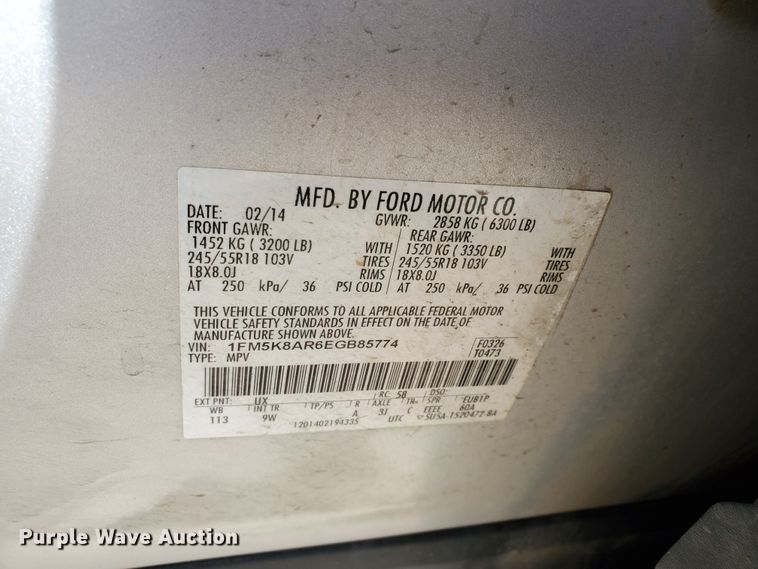 MFD. BY FORD MOTOR CO.
DATE: 02/14 GVWR: 2858 KG ( 6300 LB)
FRONT GAWR: REAR GAWR:
1452 KG ( 3200 LB) WITH 1520 KG ( 3350 LB) WITH
245/55R18 103V TIRES 245/55R18 103V TIRES
18X8.0J RIMS 18X8.0J RIMS
AT 250 kPa/ 36 PSI COLD AT 250 kPa/ 36 PSI COLD
THIS VEHICLE CONFORMS TO ALL APPLICABLE FEDERAL MOTOR
VEHICLE SAFETY STANDARDS IN EFFECT ON THE DATE OF
MANUFACTURE SHOWN ABOVE.
VIN: 1FM5K8AR6EGB85774 F0326
TYPE: MPV T0473
EXT PNT: UX RC: 58 DSO:
WB INT TR TP/PS R AXLE TR SPR EU81P
113 9W A 3J C EEEE 60A
1201402194335 UTC SUSA-1520472-BA
Purple Wave Auction